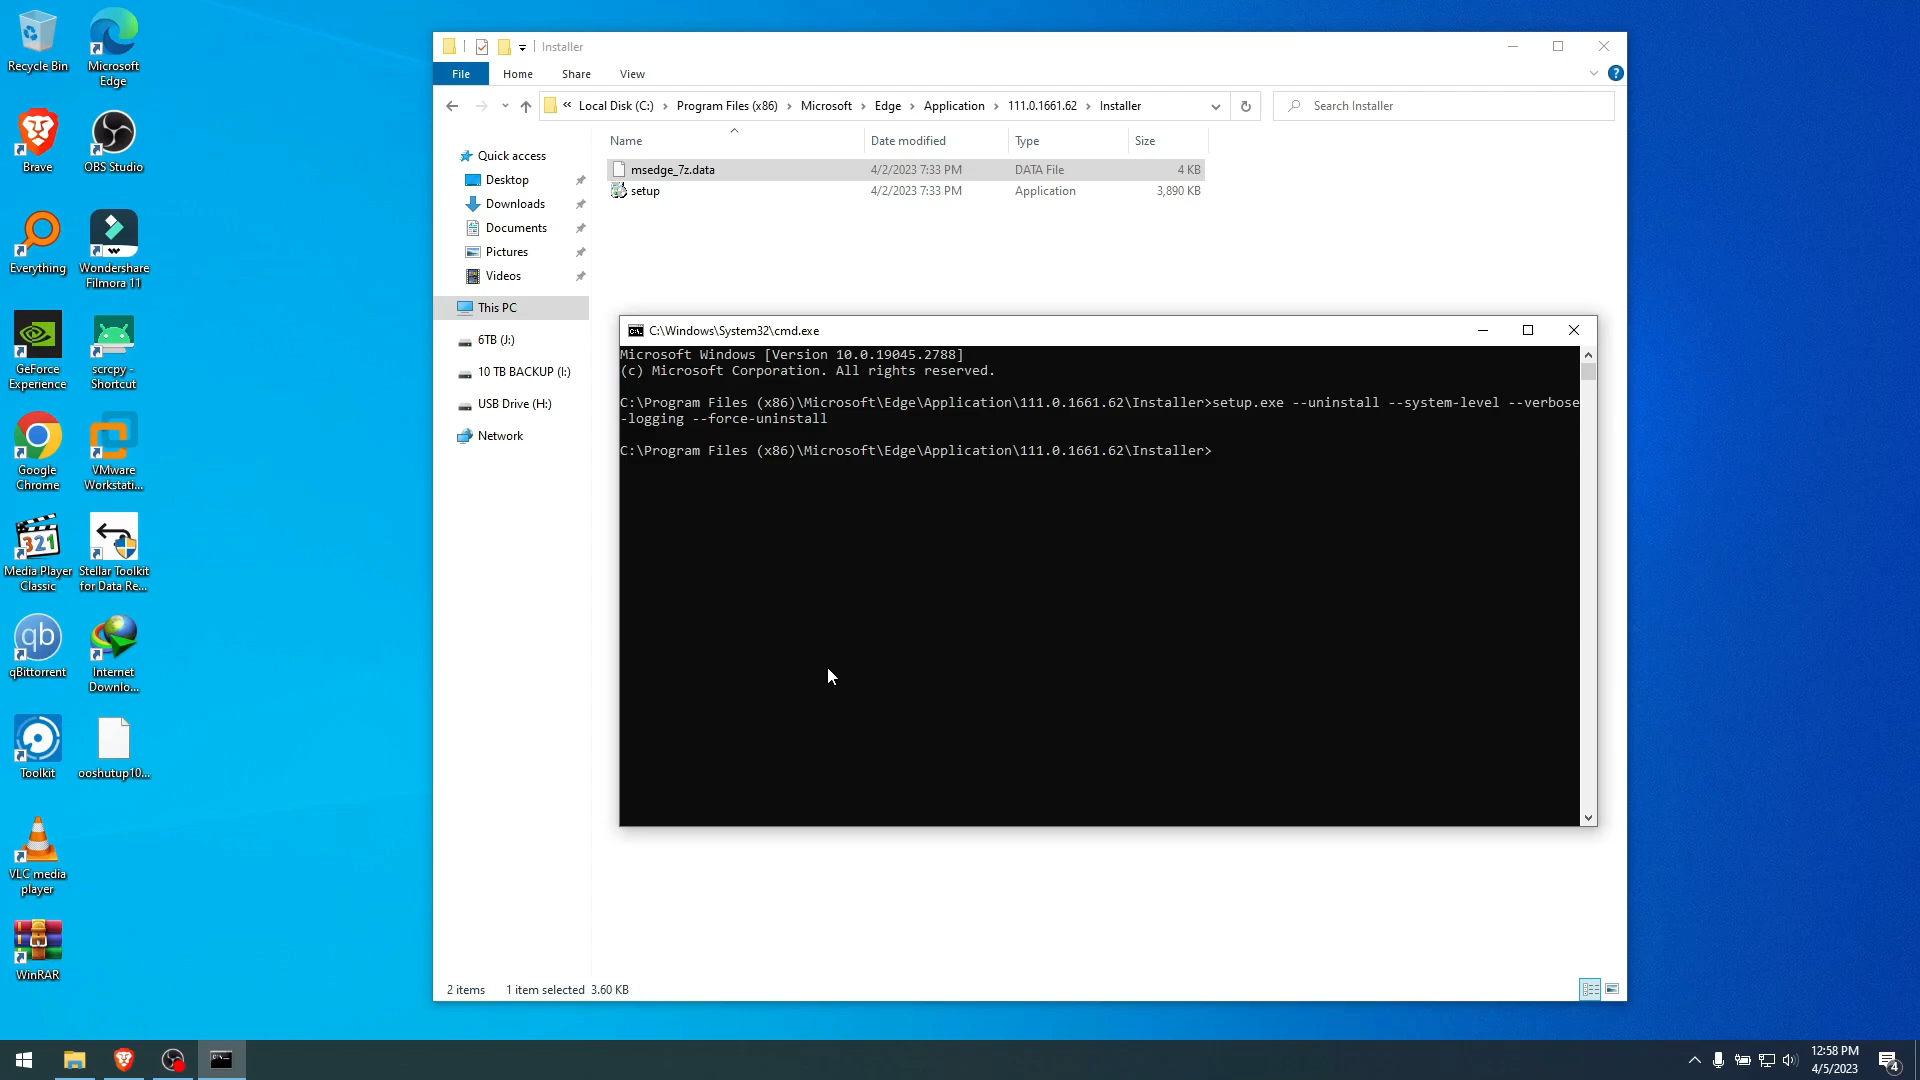 Recycle Bin
Microsoft
Edge
Brave
OBS Studio
Everything
Wondershare
Filmora 11
GeForce
Experience
scrcpy -
Shortcut
Google
Chrome
VMware
Workstati...
321
Media Player
Classic
Stellar Toolkit
for Data Re...
qb
qBittorrent
Internet
Downlo...
Toolkit
ooshutup10...
VLC media
player
WinRAR
Installer
File
Home
Share
View
?
« Local Disk (C:) > Program Files (x86) > Microsoft > Edge > Application > 111.0.1661.62 > Installer
Search Installer
Name
Date modified
Type
Size
msedge_7z.data 4/2/2023 7:33 PM DATA File 4 KB
setup 4/2/2023 7:33 PM Application 3,890 KB
Quick access
Desktop
Downloads
Documents
Pictures
Videos
This PC
6TB (J:)
10 TB BACKUP (I:)
USB Drive (H:)
Network
C:\Windows\System32\cmd.exe
Microsoft Windows [Version 10.0.19045.2788]
(c) Microsoft Corporation. All rights reserved.
C:\Program Files (x86)\Microsoft\Edge\Application\111.0.1661.62\Installer>setup.exe --uninstall --system-level --verbose
-logging --force-uninstall
C:\Program Files (x86)\Microsoft\Edge\Application\111.0.1661.62\Installer>
2 items
1 item selected 3.60 KB
12:58 PM
4/5/2023
4